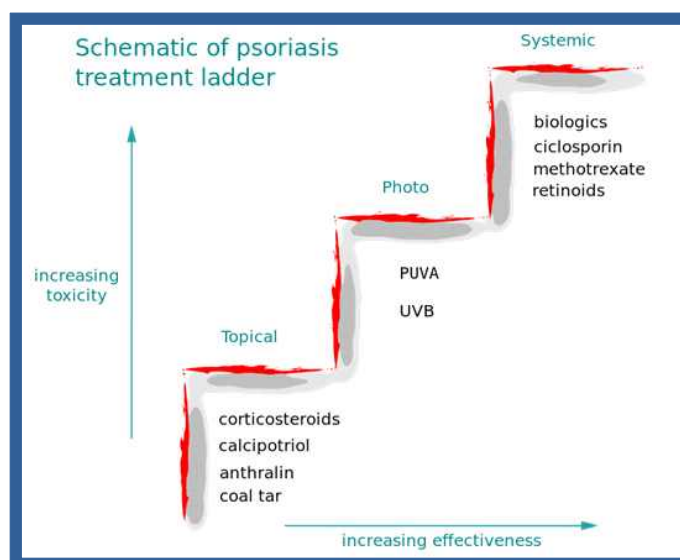 Schematic of psoriasis
treatment ladder
Systemic
biologics
ciclosporin
methotrexate
retinoids
Photo
PUVA
UVB
increasing
toxicity
Topical
corticosteroids
calcipotriol
anthralin
coal tar
increasing effectiveness